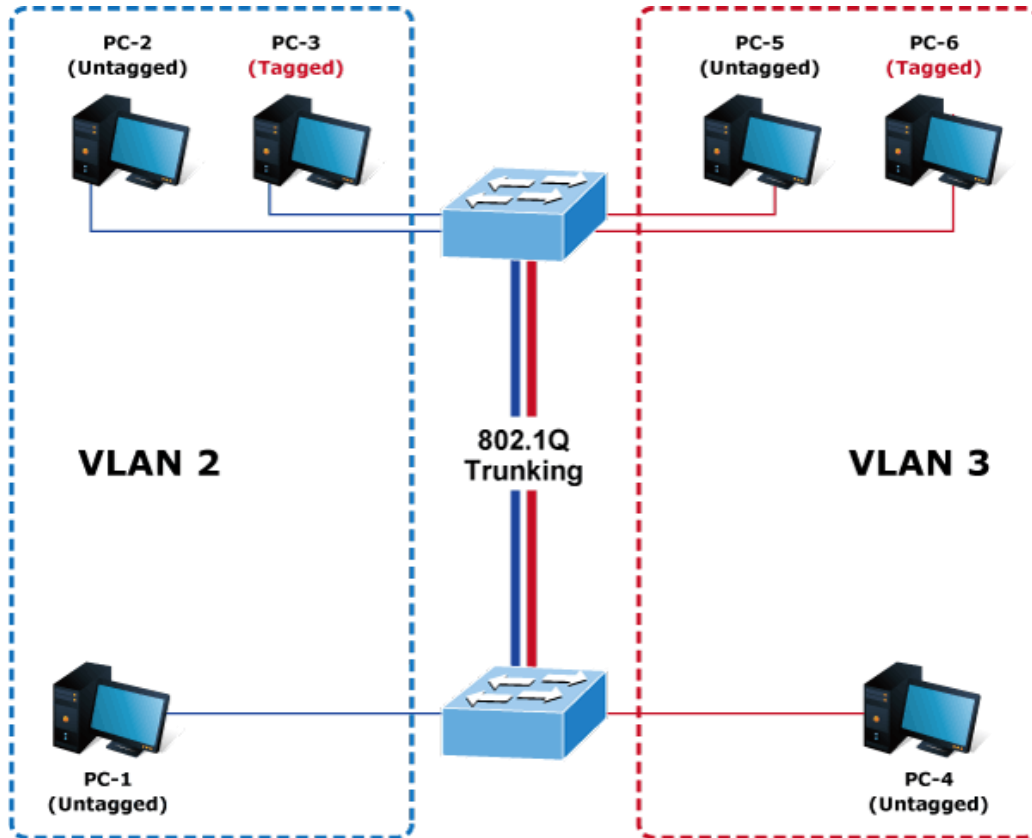 PC-2
(Untagged)
PC-3
(Tagged)
PC-5
(Untagged)
PC-6
(Tagged)
802.1Q
Trunking
VLAN 2
VLAN 3
PC-1
(Untagged)
PC-4
(Untagged)